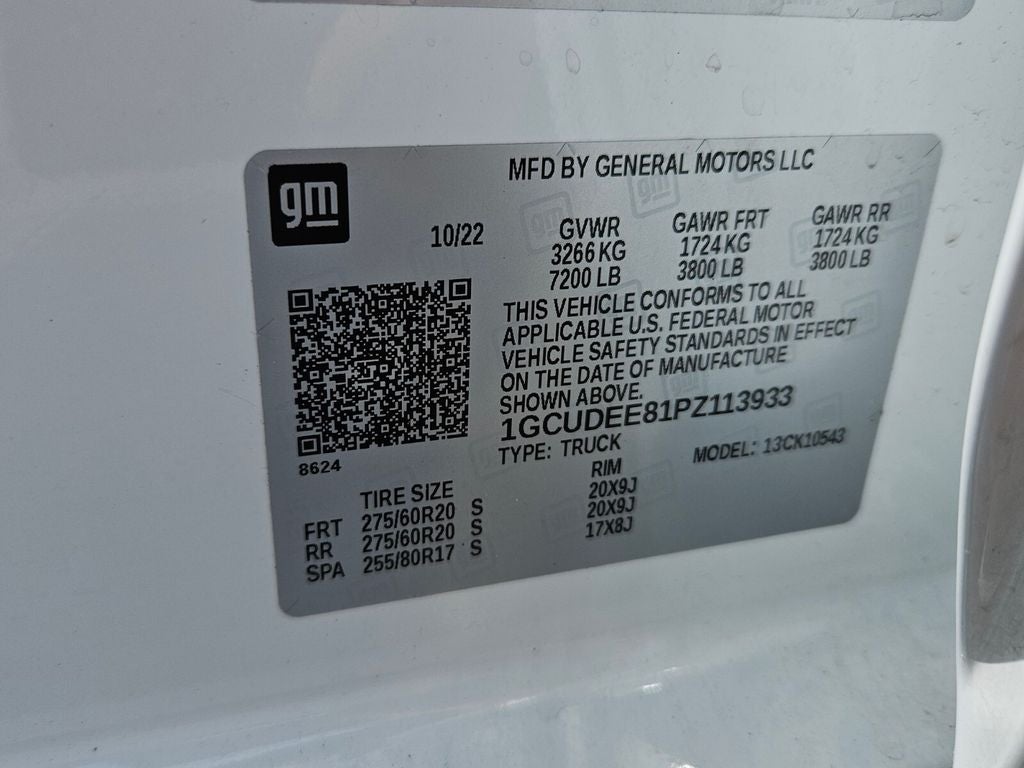 gm
MFD BY GENERAL MOTORS LLC
10/22
GVWR GAWR FRT GAWR RR
3266 KG 1724 KG 1724 KG
7200 LB 3800 LB 3800 LB
THIS VEHICLE CONFORMS TO ALL
APPLICABLE U.S. FEDERAL MOTOR
VEHICLE SAFETY STANDARDS IN EFFECT
ON THE DATE OF MANUFACTURE
SHOWN ABOVE.
1GCUDEE81PZ113933
TYPE: TRUCK MODEL: 13CK10543
8624
TIRE SIZE RIM
FRT 275/60R20 S 20X9J
RR 275/60R20 S 20X9J
SPA 255/80R17 S 17X8J